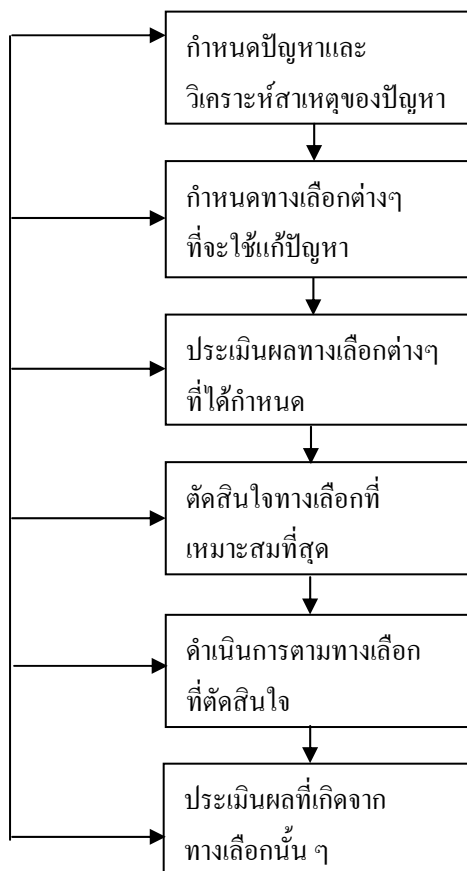 กำหนดปัญหาและ
วิเคราะห์สาเหตุของปัญหา
กำหนดทางเลือกต่างๆ
ที่จะใช้แก้ปัญหา
ประเมินผลทางเลือกต่างๆ
ที่ได้กำหนด
ตัดสินใจทางเลือกที่
เหมาะสมที่สุด
ดำเนินการตามทางเลือก
ที่ตัดสินใจ
ประเมินผลที่เกิดจาก
ทางเลือกนั้น ๆ